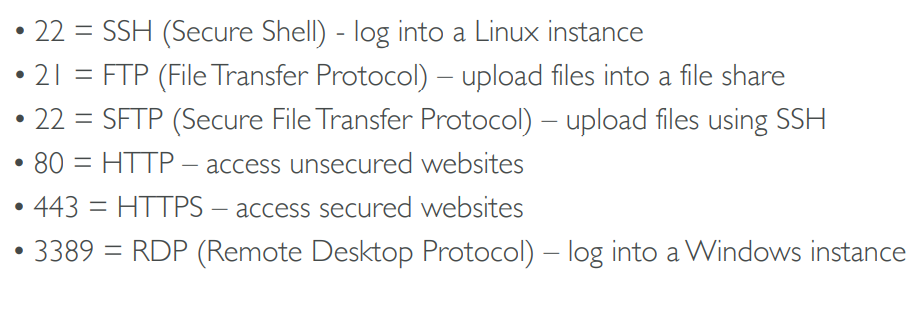 • 22 = SSH (Secure Shell) - log into a Linux instance
• 21 = FTP (File Transfer Protocol) – upload files into a file share
• 22 = SFTP (Secure File Transfer Protocol) – upload files using SSH
• 80 = HTTP – access unsecured websites
• 443 = HTTPS – access secured websites
• 3389 = RDP (Remote Desktop Protocol) – log into a Windows instance